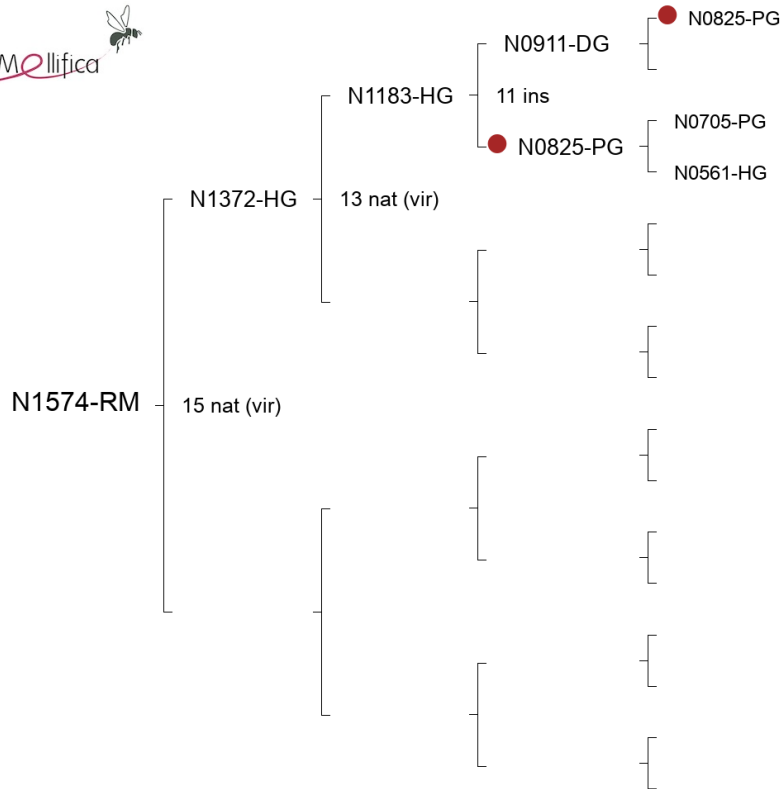 Mellifica
N0825-PG
N0911-DG
N1183-HG
11 ins
N0825-PG
N0705-PG
N0561-HG
N1372-HG
13 nat (vir)
N1574-RM
15 nat (vir)